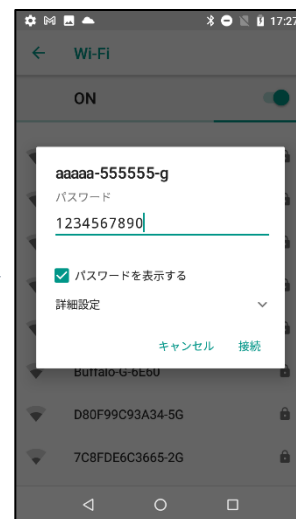 17:27
Wi-Fi
ON
aaaaa-555555-g
パスワード
1234567890
パスワードを表示する
詳細設定
キャンセル 接続
Buffalo-G-6E60
D80F99C93A34-5G
7C8FDE6C3665-2G